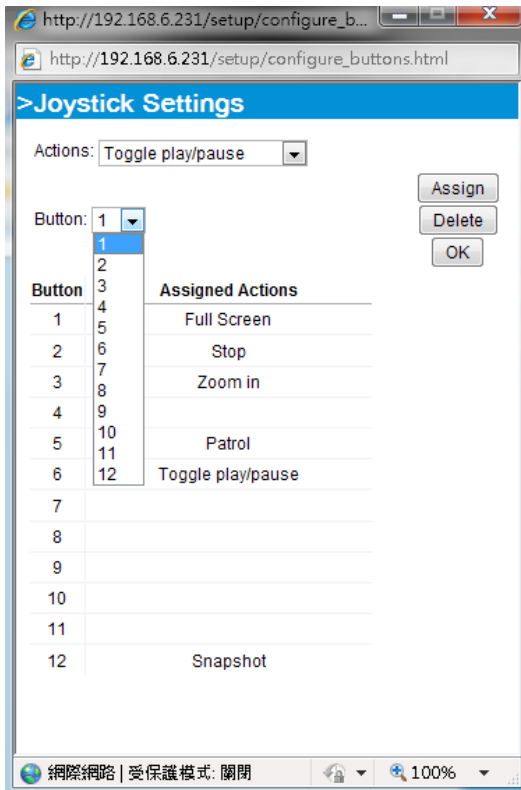 http://192.168.6.231/setup/configure_b...
http://192.168.6.231/setup/configure_buttons.html
>Joystick Settings
Actions: Toggle play/pause
Assign
Button: 1
Delete
OK
1
2
3
4
5
6
7
8
9
10
11
12
Button Assigned Actions
1 Full Screen
2 Stop
3 Zoom in
4
5 Patrol
6 Toggle play/pause
7
8
9
10
11
12 Snapshot
網際網路 | 受保護模式: 關閉 100%